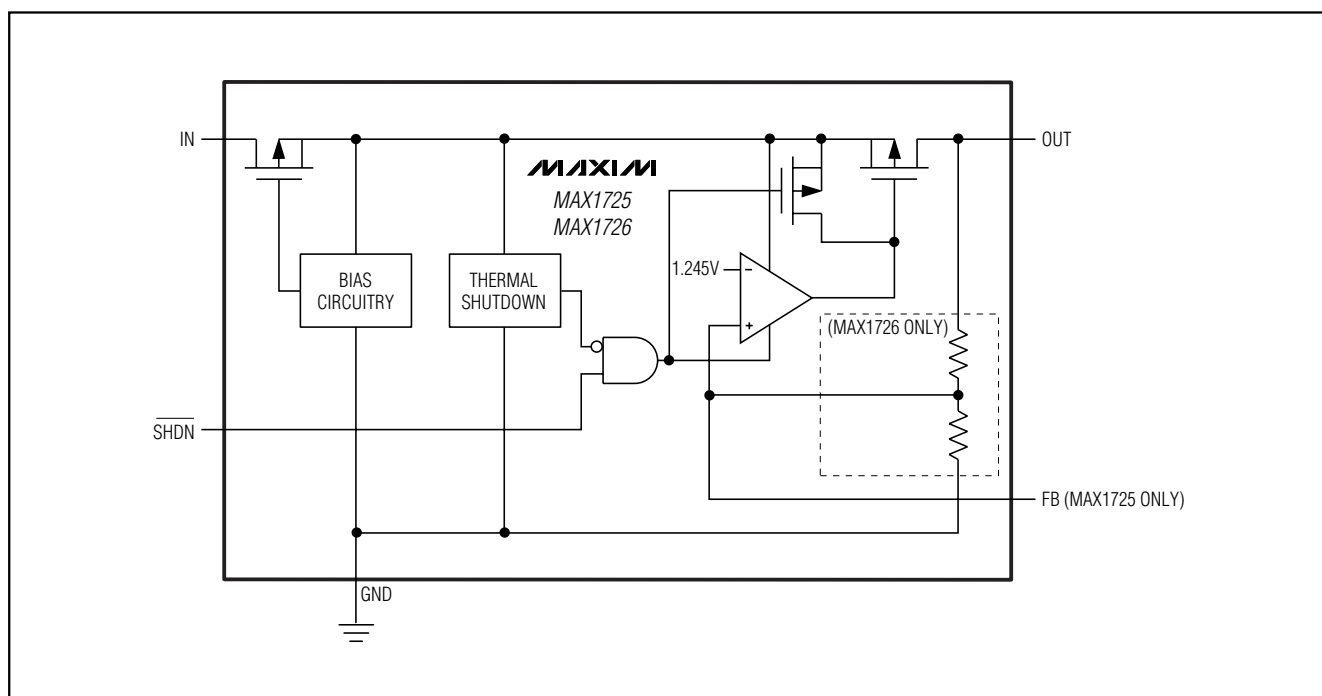 IN
OUT
MAXIM
MAX1725
MAX1726
1.245V
−
+
BIAS
CIRCUITRY
THERMAL
SHUTDOWN
(MAX1726 ONLY)
SHDN
FB (MAX1725 ONLY)
GND